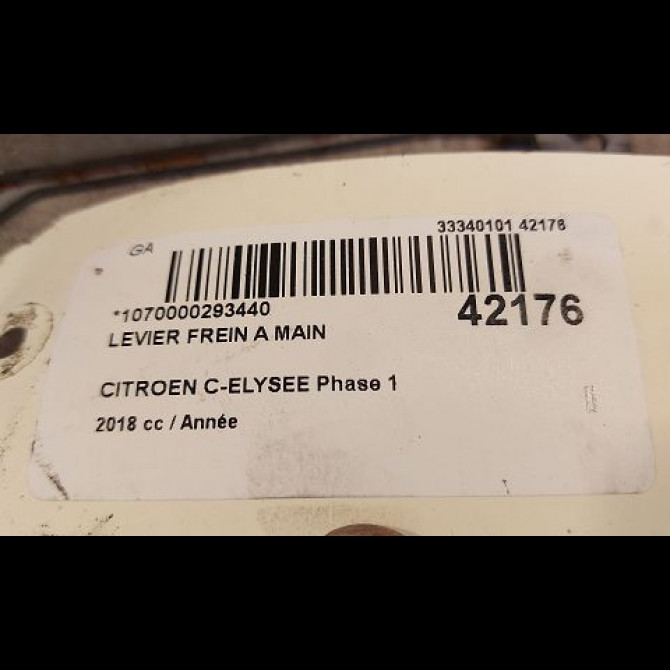 GA
33340101 42176
*1070000293440
42176
LEVIER FREIN A MAIN
CITROEN C-ELYSEE Phase 1
2018 cc / Année